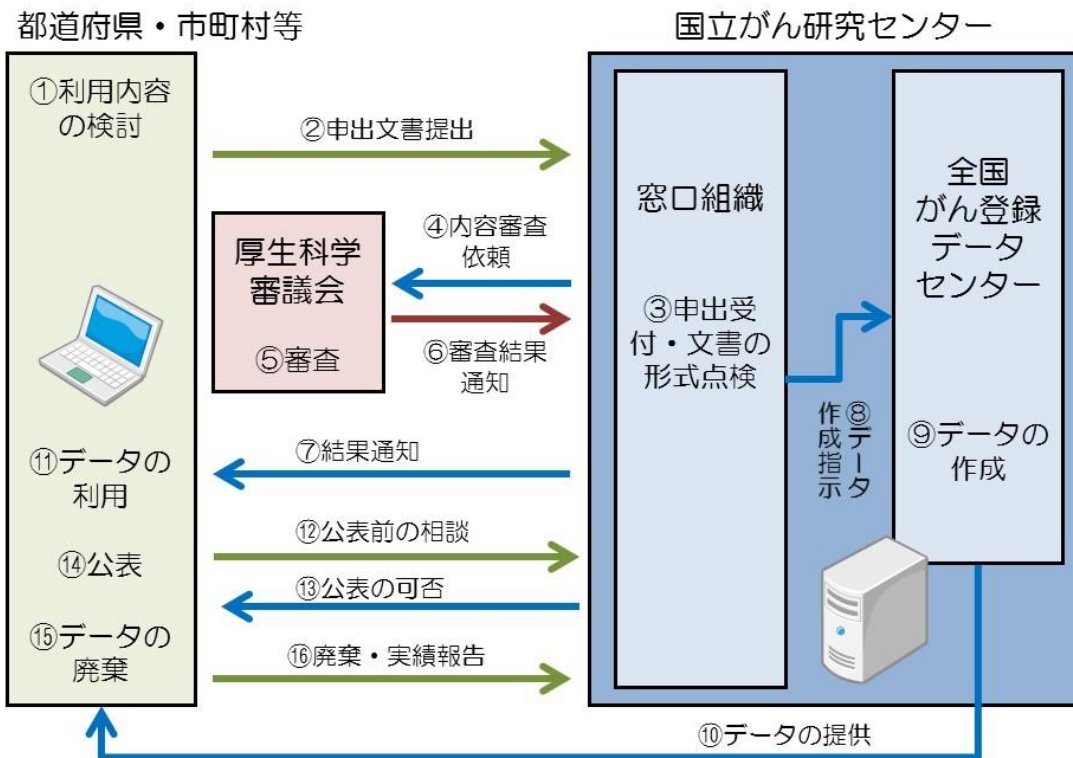 都道府県・市町村等
国立がん研究センター
①利用内容
の検討
②申出文書提出
窓口組織
全国
がん登録
データ
センター
厚生科学
審議会
⑤審査
④内容審査
依頼
③申出受
付・文書の
形式点検
⑥審査結果
通知
⑧データ
作成指示
⑨データの
作成
⑦結果通知
⑪データの
利用
⑫公表前の相談
⑭公表
⑬公表の可否
⑮データの
廃棄
⑯廃棄・実績報告
⑩データの提供